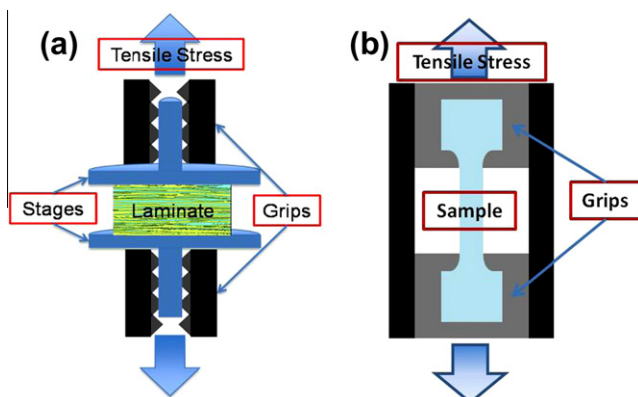 (a)
Tensile Stress
Stages
Laminate
Grips
(b)
Tensile Stress
Sample
Grips